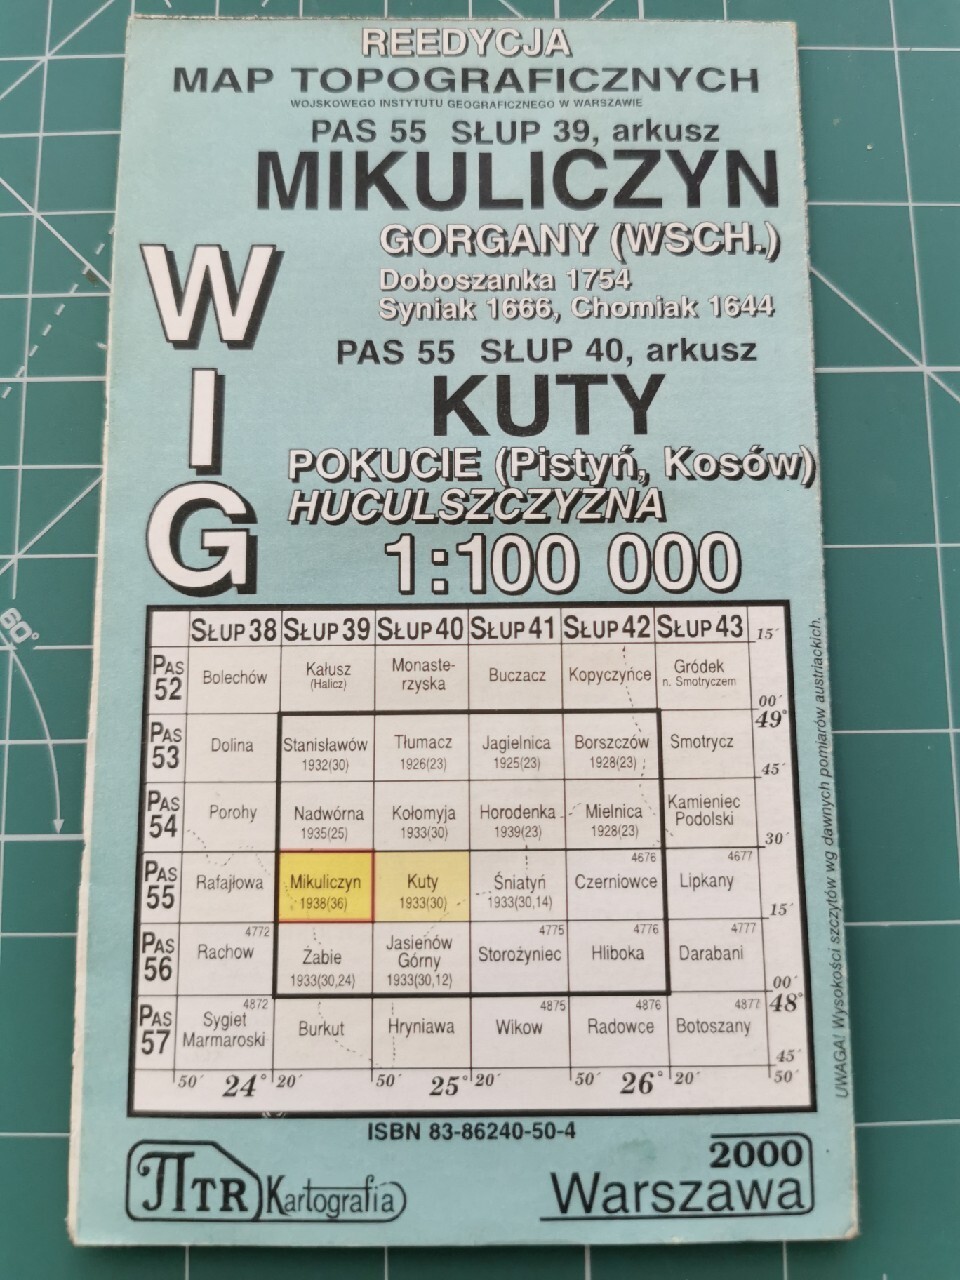 REEDYCJA
MAP TOPOGRAFICZNYCH
WOJSKOWEGO INSTYTUTU GEOGRAFICZNEGO W WARSZAWIE
PAS 55 SŁUP 39, arkusz
MIKULICZYN
GORGANY (WSCH.)
Doboszanka 1754
Syniak 1666, Chomiak 1644
WIG
PAS 55 SŁUP 40, arkusz
KUTY
POKUCIE (Pistyń, Kosów)
HUCULSZCZYZNA
1:100 000
SŁUP 38 SŁUP 39 SŁUP 40 SŁUP 41 SŁUP 42 SŁUP 43 15´
PAS 52 Bolechów Kałusz (Halicz) Monaste-rzyska Buczacz Kopyczyńce Gródek n. Smotryczem 00´
49°
PAS 53 Dolina Stanisławów 1932(30) Tłumacz 1926(23) Jagielnica 1925(23) Borszczów 1928(23) Smotrycz 45´
PAS 54 Porohy Nadwórna 1935(25) Kołomyja 1933(30) Horodenka 1939(23) Mielnica 1928(23) Kamieniec Podolski 30´
PAS 55 Rafajłowa Mikuliczyn 1938(36) Kuty 1933(30) Śniatyń 1933(30,14) 4676 Czerniowce 4677 Lipkany 15´
PAS 56 4772 Rachow Żabie 1933(30,24) Jasienów Górny 1933(30,12) 4775 Storożyniec 4776 Hliboka 4777 Darabani 00´
48°
PAS 57 4872 Sygiet Marmaroski Burkut Hryniawa 4875 Wikow 4876 Radowce 4877 Botoszany 45´
50´ 24° 20´ 50´ 25° 20´ 50´ 26° 20´ 50´
UWAGA! Wysokości szczytów wg dawnych pomiarów austriackich.
ISBN 83-86240-50-4
ПTR Kartografia
2000
Warszawa
60°